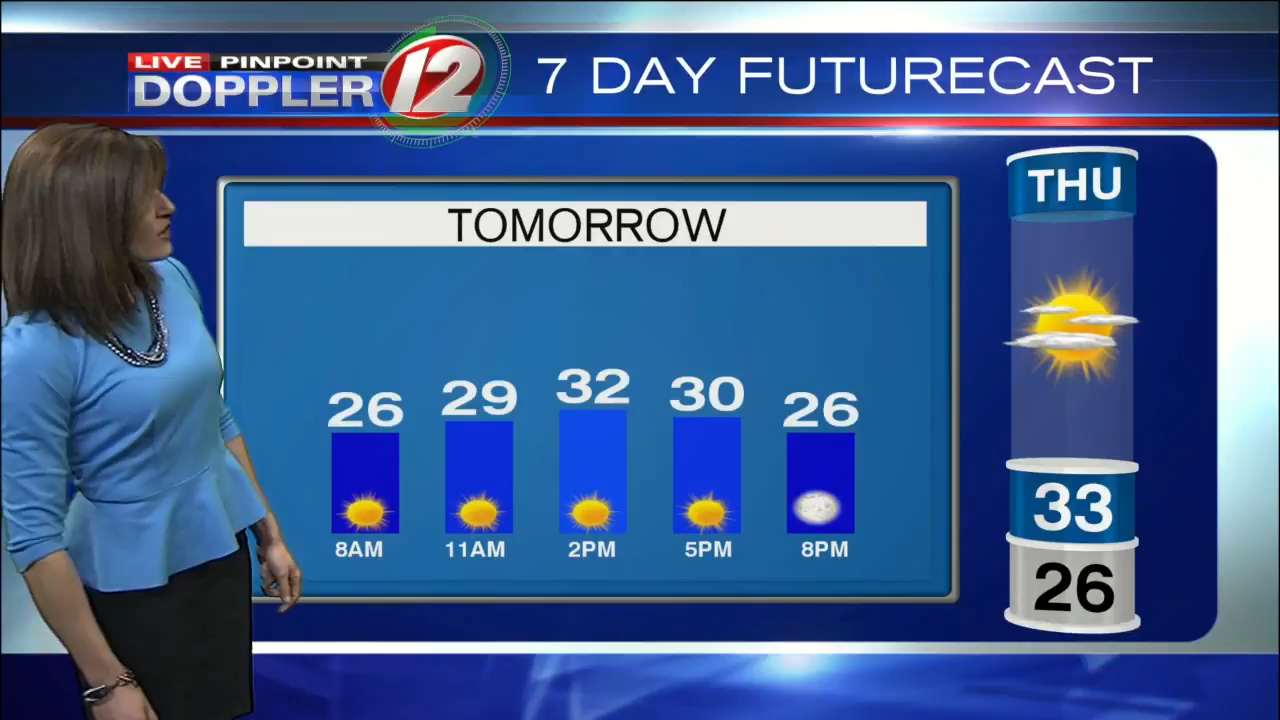 LIVE PINPOINT
DOPPLER 12
7 DAY FUTURECAST
TOMORROW
26 29 32 30 26
8AM 11AM 2PM 5PM 8PM
THU
33
26